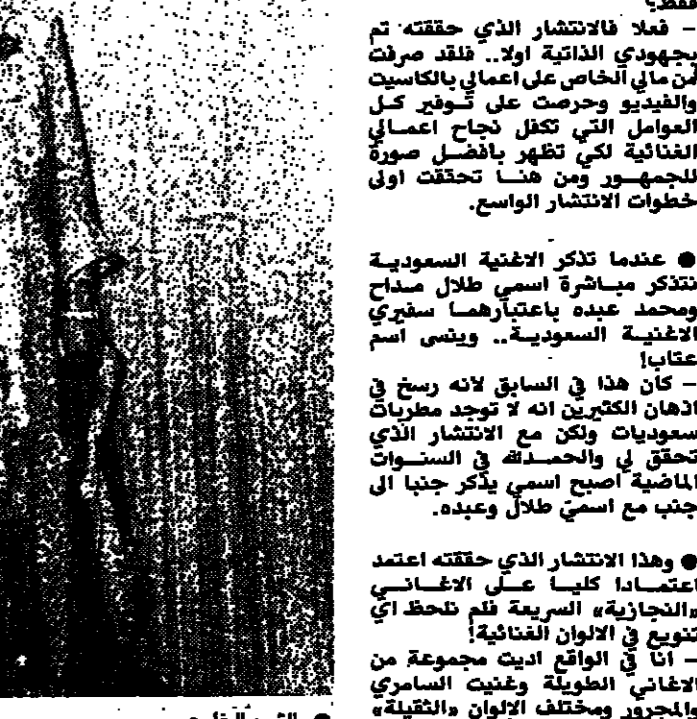 فقط؟
– فعلا فالانتشار الذي حققته تم
بجهودي الذاتية اولا.. فلقد صرفت
من مالي الخاص على اعمالي بالكاسيت
والفيديو وحرصت على توفير كل
العوامل التي تكفل نجاح اعمالي
الغنائية لكي تظهر بافضل صورة
للجمهور ومن هنا تحققت اولى
خطوات الانتشار الواسع.
● عندما تذكر الاغنية السعودية
نتذكر مباشرة اسمي طلال مداح
ومحمد عبده باعتبارهما سفيري
الاغنية السعودية.. وينسى اسم
عتاب!
– كان هذا في السابق لانه رسخ في
اذهان الكثيرين انه لا توجد مطربات
سعوديات ولكن مع الانتشار الذي
تحقق لي والحمدلله في السنوات
الماضية اصبح اسمي يذكر جنبا الى
جنب مع اسمي طلال وعبده.
● وهذا الانتشار الذي حققته اعتمد
اعتمادا كليا على الاغاني
«النجازية» السريعة فلم نلحظ اي
تنويع في الالوان الغنائية!
– انا في الواقع اديت مجموعة من
الاغاني الطويلة وغنيت السامري
والمجرور ومختلف الالوان «الثقيلة»